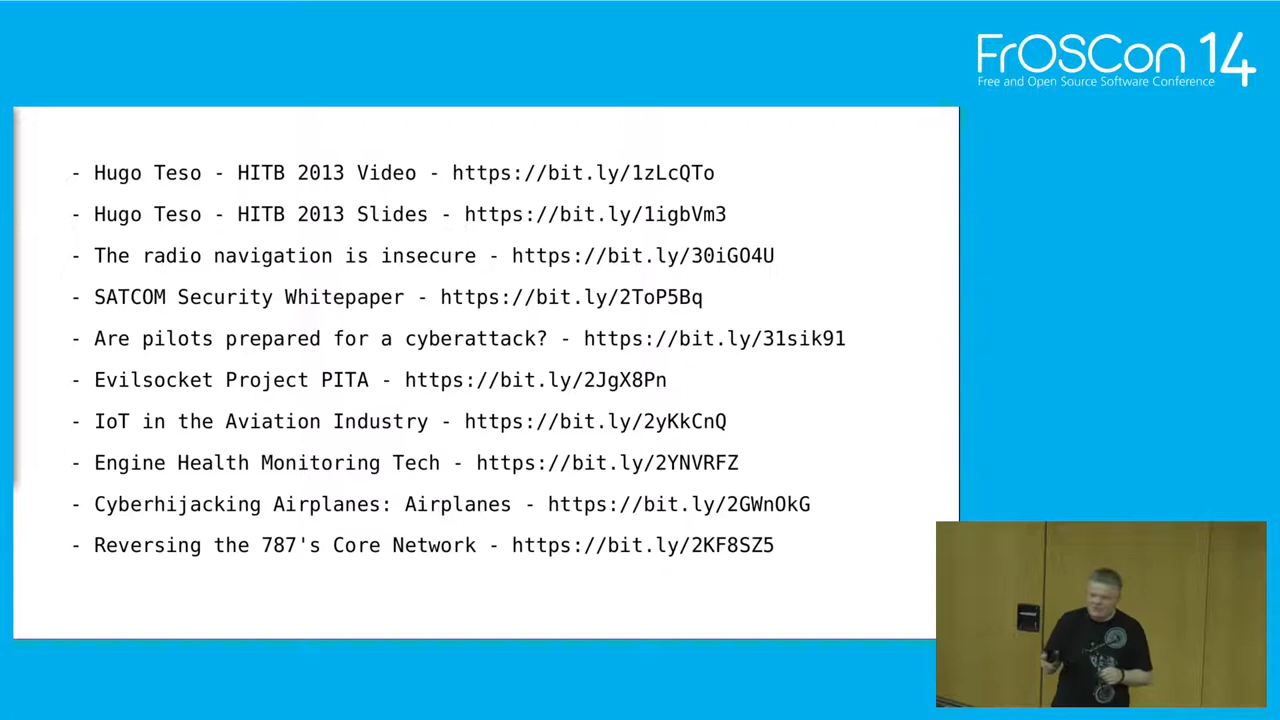 FrOSCon 14
Free and Open Source Software Conference
- Hugo Teso - HITB 2013 Video - https://bit.ly/1zLcQTo
- Hugo Teso - HITB 2013 Slides - https://bit.ly/1igbVm3
- The radio navigation is insecure - https://bit.ly/30iGO4U
- SATCOM Security Whitepaper - https://bit.ly/2ToP5Bq
- Are pilots prepared for a cyberattack? - https://bit.ly/31sik91
- Evilsocket Project PITA - https://bit.ly/2JgX8Pn
- IoT in the Aviation Industry - https://bit.ly/2yKkCnQ
- Engine Health Monitoring Tech - https://bit.ly/2YNVRFZ
- Cyberhijacking Airplanes: Airplanes - https://bit.ly/2GWnOkG
- Reversing the 787's Core Network - https://bit.ly/2KF8SZ5